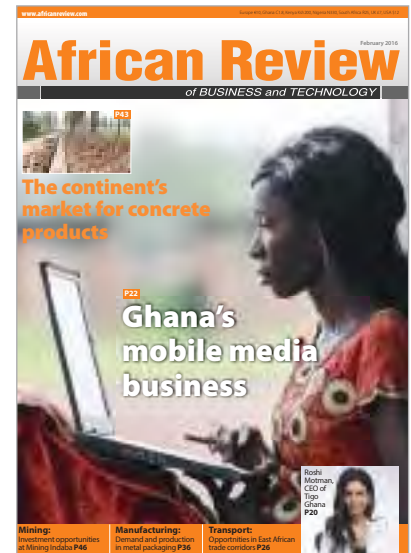 www.africanreview.com
February 2016
African Review
of BUSINESS and TECHNOLOGY
P43
The continent's
market for concrete
products
P22
Ghana's
mobile media
business
Roshi
Motman,
CEO of
Tigo
Ghana
P20
Mining:
Investment opportunities
at Mining Indaba P46
Manufacturing:
Demand and production
in metal packaging P36
Transport:
Opportnities in East African
trade corridors P26